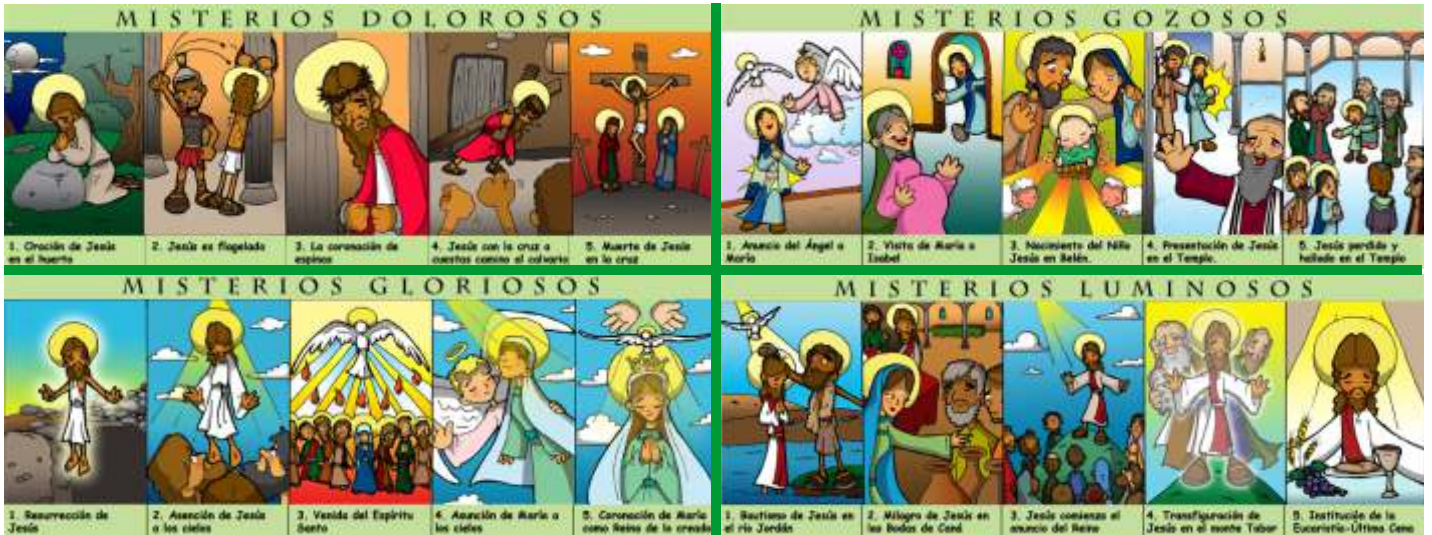 MISTERIOS DOLOROSOS
1. Oración de Jesús
en el huerto
2. Jesús es flagelado
3. La coronación de
espinas
4. Jesús con la cruz a
cuestas camino al calvario
5. Muerte de Jesús
en la cruz
MISTERIOS GOZOSOS
1. Anuncio del Ángel a
María
2. Visita de María a
Isabel
3. Nacimiento del Niño
Jesús en Belén.
4. Presentación de Jesús
en el Templo.
5. Jesús perdido y
hallado en el Templo
MISTERIOS GLORIOSOS
1. Resurrección de
Jesús
2. Asención de Jesús
a los cielos
3. Venida del Espíritu
Santo
4. Asunción de María a
los cielos
5. Coronación de María
como Reina de lo creado
MISTERIOS LUMINOSOS
1. Bautismo de Jesús en
el río Jordán
2. Milagro de Jesús en
las Bodas de Caná
3. Jesús comienza el
anuncio del Reino
4. Transfiguración de
Jesús en el monte Tabor
5. Institución de la
Eucaristía-Última Cena